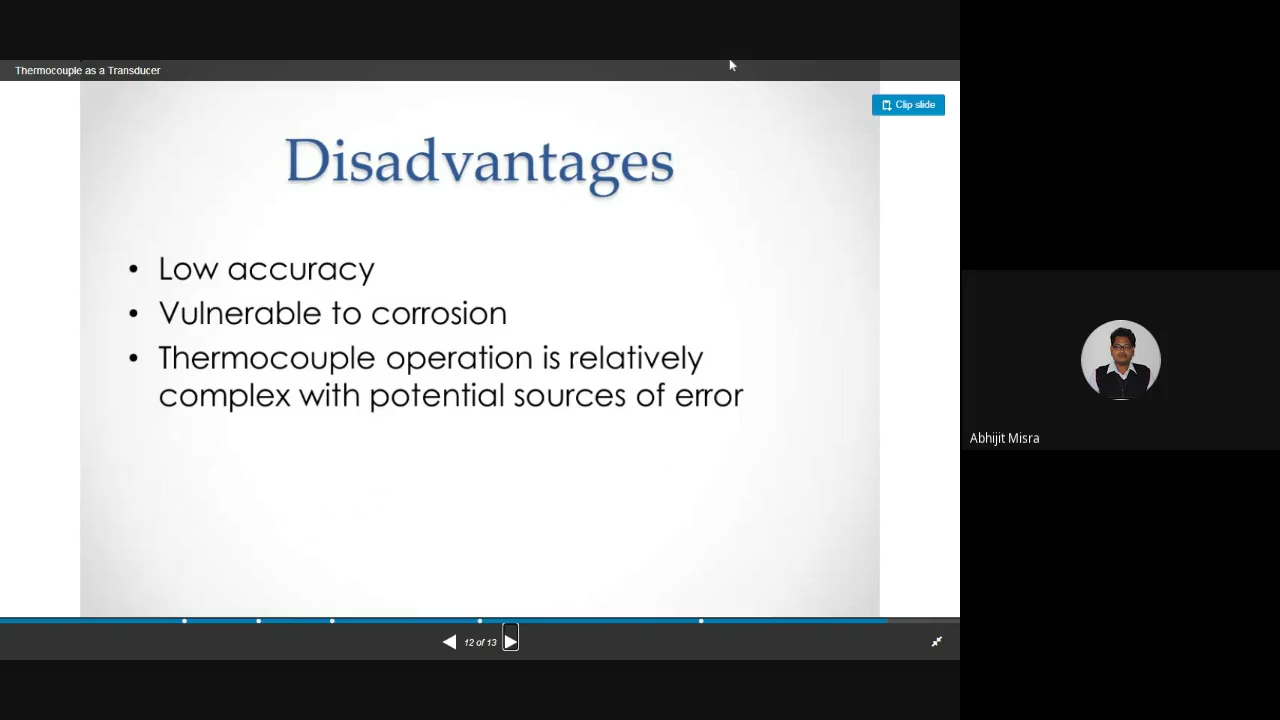 Thermocouple as a Transducer
Clip slide
Disadvantages
• Low accuracy
• Vulnerable to corrosion
• Thermocouple operation is relatively
complex with potential sources of error
Abhijit Misra
12 of 13